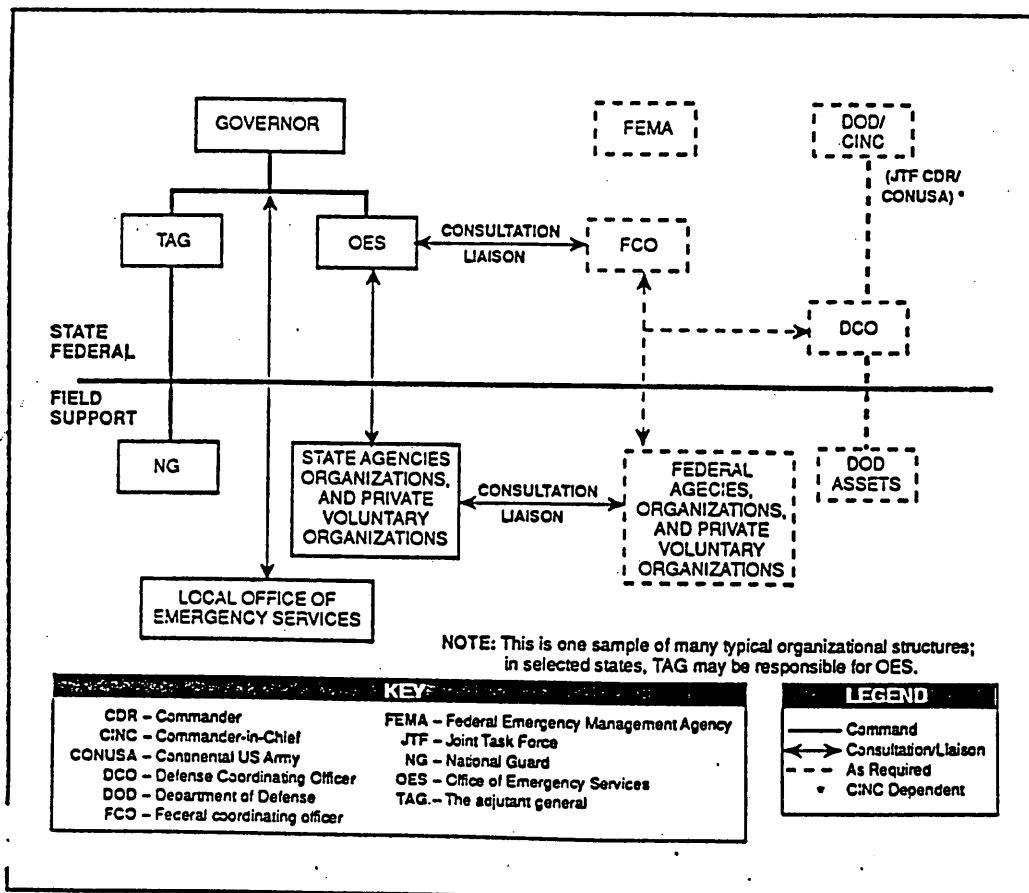 GOVERNOR
FEMA
DOD/
CINC
(JTF CDR/
CONUSA) *
TAG
OES
CONSULTATION
LIAISON
FCO
DCO
STATE
FEDERAL
FIELD
SUPPORT
NG
STATE AGENCIES
ORGANIZATIONS,
AND PRIVATE
VOLUNTARY
ORGANIZATIONS
CONSULTATION
LIAISON
FEDERAL
AGECIES,
ORGANIZATIONS,
AND PRIVATE
VOLUNTARY
ORGANIZATIONS
DOD
ASSETS
LOCAL OFFICE OF
EMERGENCY SERVICES
NOTE: This is one sample of many typical organizational structures;
in selected states, TAG may be responsible for OES.
KEY
CDR – Commander
CINC – Commander-in-Chief
CONUSA – Continental US Army
DCO – Defense Coordinating Officer
DOD – Department of Defense
FCO – Federal coordinating officer
FEMA – Federal Emergency Management Agency
JTF – Joint Task Force
NG – National Guard
OES – Office of Emergency Services
TAG. – The adjutant general
LEGEND
Command
Consultation/Liaison
As Required
* CINC Dependent